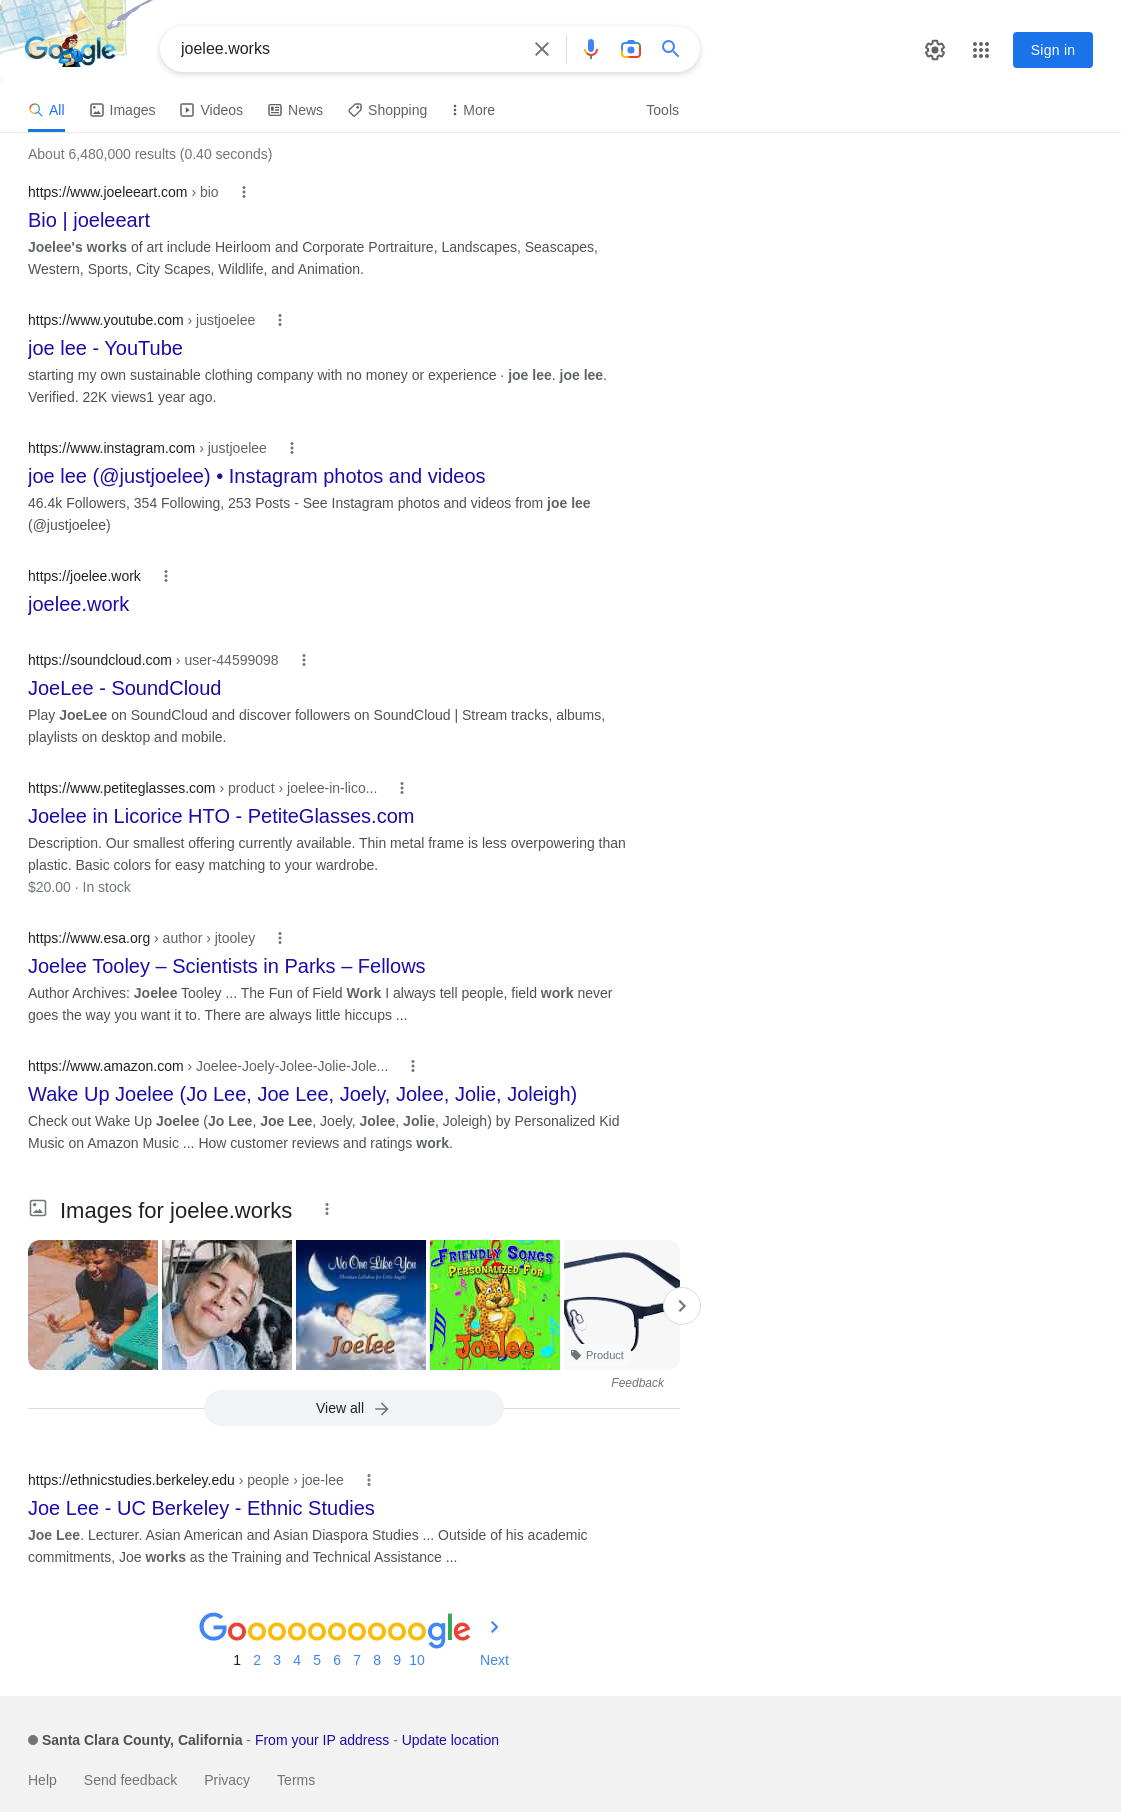 Google
joelee.works
Sign in
All
Images
Videos
News
Shopping
More
Tools
About 6,480,000 results (0.40 seconds)
https://www.joeleeart.com › bio
Bio | joeleeart
Joelee's works of art include Heirloom and Corporate Portraiture, Landscapes, Seascapes,
Western, Sports, City Scapes, Wildlife, and Animation.
https://www.youtube.com › justjoelee
joe lee - YouTube
starting my own sustainable clothing company with no money or experience · joe lee. joe lee.
Verified. 22K views1 year ago.
https://www.instagram.com › justjoelee
joe lee (@justjoelee) • Instagram photos and videos
46.4k Followers, 354 Following, 253 Posts - See Instagram photos and videos from joe lee
(@justjoelee)
https://joelee.work
joelee.work
https://soundcloud.com › user-44599098
JoeLee - SoundCloud
Play JoeLee on SoundCloud and discover followers on SoundCloud | Stream tracks, albums,
playlists on desktop and mobile.
https://www.petiteglasses.com › product › joelee-in-lico...
Joelee in Licorice HTO - PetiteGlasses.com
Description. Our smallest offering currently available. Thin metal frame is less overpowering than
plastic. Basic colors for easy matching to your wardrobe.
$20.00 · In stock
https://www.esa.org › author › jtooley
Joelee Tooley – Scientists in Parks – Fellows
Author Archives: Joelee Tooley ... The Fun of Field Work I always tell people, field work never
goes the way you want it to. There are always little hiccups ...
https://www.amazon.com › Joelee-Joely-Jolee-Jolie-Jole...
Wake Up Joelee (Jo Lee, Joe Lee, Joely, Jolee, Jolie, Joleigh)
Check out Wake Up Joelee (Jo Lee, Joe Lee, Joely, Jolee, Jolie, Joleigh) by Personalized Kid
Music on Amazon Music ... How customer reviews and ratings work.
Images for joelee.works
No One Like You
Christian Lullabies for Little Angels
Joelee
FRIENDLY SONGS
PERSONALIZED FOR
Joelee
Product
Feedback
View all
https://ethnicstudies.berkeley.edu › people › joe-lee
Joe Lee - UC Berkeley - Ethnic Studies
Joe Lee. Lecturer. Asian American and Asian Diaspora Studies ... Outside of his academic
commitments, Joe works as the Training and Technical Assistance ...
Goooooooooogle
1 2 3 4 5 6 7 8 9 10 Next
Santa Clara County, California - From your IP address - Update location
Help
Send feedback
Privacy
Terms